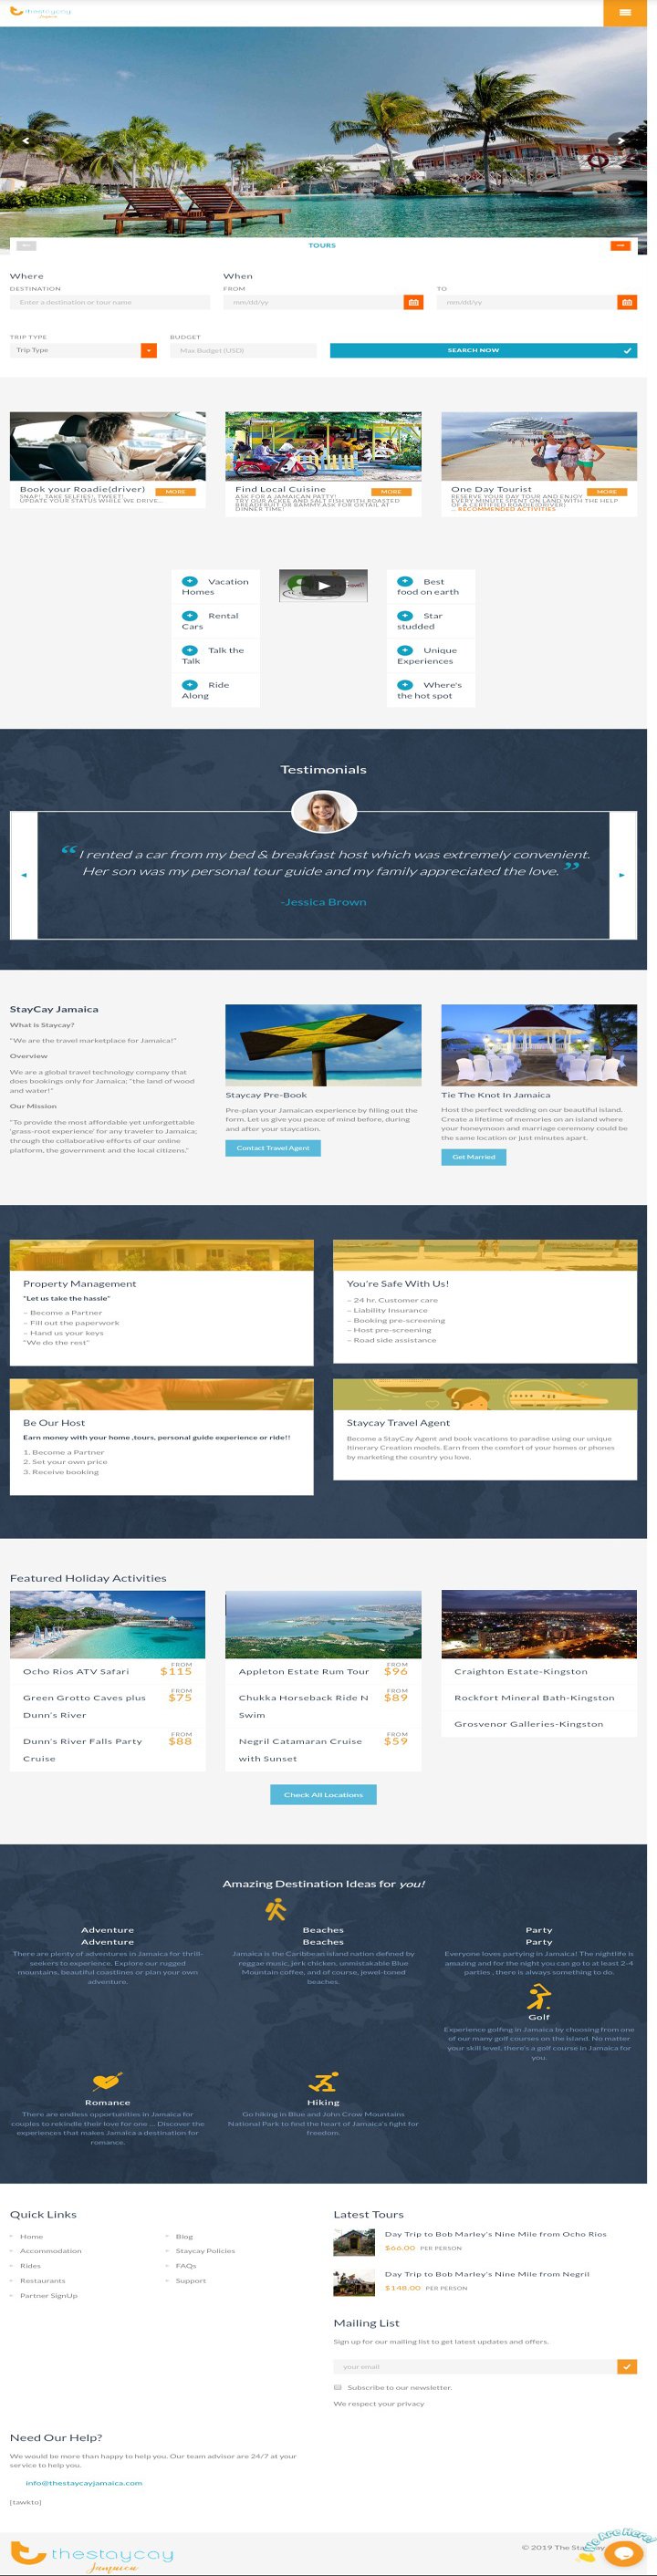 thestaycay
Jamaica
TOURS
Where
When
DESTINATION
FROM
TO
Enter a destination or tour name
mm/dd/yy
mm/dd/yy
TRIP TYPE
BUDGET
Trip Type
Max Budget (USD)
SEARCH NOW
Book your Roadie(driver)
MORE
SNAP!, TAKE SELFIES!, TWEET!,
UPDATE YOUR STATUS WHILE WE DRIVE...
Find Local Cuisine
MORE
ASK FOR A JAMAICAN PATTY!
TRY OUR ACKEE AND SALT FISH WITH ROASTED
BREADFRUIT OR BAMMY.ASK FOR OXTAIL AT
DINNER TIME!
One Day Tourist
MORE
RESERVE YOUR DAY TOUR AND ENJOY
EVERY MINUTE SPENT ON LAND WITH THE HELP
OF A CERTIFIED ROADIE(DRIVER)
... RECOMMENDED ACTIVITIES
Vacation
Homes
Rental
Cars
Talk the
Talk
Ride
Along
Best
food on earth
Star
studded
Unique
Experiences
Where's
the hot spot
Testimonials
“ I rented a car from my bed & breakfast host which was extremely convenient.
Her son was my personal tour guide and my family appreciated the love. ”
-Jessica Brown
StayCay Jamaica
What is Staycay?
"We are the travel marketplace for Jamaica!"
Overview
We are a global travel technology company that
does bookings only for Jamaica; "the land of wood
and water!"
Our Mission
"To provide the most affordable yet unforgettable
'grass-root experience' for any traveler to Jamaica;
through the collaborative efforts of our online
platform, the government and the local citizens."
Staycay Pre-Book
Pre-plan your Jamaican experience by filling out the
form. Let us give you peace of mind before, during
and after your staycation.
Contact Travel Agent
Tie The Knot In Jamaica
Host the perfect wedding on our beautiful island.
Create a lifetime of memories on an island where
your honeymoon and marriage ceremony could be
the same location or just minutes apart.
Get Married
Property Management
"Let us take the hassle"
– Become a Partner
– Fill out the paperwork
– Hand us your keys
"We do the rest"
You're Safe With Us!
– 24 hr. Customer care
– Liability Insurance
– Booking pre-screening
– Host pre-screening
– Road side assistance
Be Our Host
Earn money with your home ,tours, personal guide experience or ride!!
1. Become a Partner
2. Set your own price
3. Receive booking
Staycay Travel Agent
Become a StayCay Agent and book vacations to paradise using our unique
Itinerary Creation models. Earn from the comfort of your homes or phones
by marketing the country you love.
Featured Holiday Activities
Ocho Rios ATV Safari
FROM
$115
Green Grotto Caves plus
Dunn's River
FROM
$75
Dunn's River Falls Party
Cruise
FROM
$88
Appleton Estate Rum Tour
FROM
$96
Chukka Horseback Ride N
Swim
FROM
$89
Negril Catamaran Cruise
with Sunset
FROM
$59
Craighton Estate-Kingston
Rockfort Mineral Bath-Kingston
Grosvenor Galleries-Kingston
Check All Locations
Amazing Destination Ideas for you!
Adventure
Adventure
There are plenty of adventures in Jamaica for thrill-
seekers to experience. Explore our rugged
mountains, beautiful coastlines or plan your own
adventure.
Beaches
Beaches
Jamaica is the Caribbean island nation defined by
reggae music, jerk chicken, unmistakable Blue
Mountain coffee, and of course, jewel-toned
beaches.
Party
Party
Everyone loves partying in Jamaica! The nightlife is
amazing and for the night you can go to at least 2-4
parties , there is always something to do.
Golf
Experience golfing in Jamaica by choosing from one
of our many golf courses on the island. No matter
your skill level, there's a golf course in Jamaica for
you.
Romance
There are endless opportunities in Jamaica for
couples to rekindle their love for one ... Discover the
experiences that makes Jamaica a destination for
romance.
Hiking
Go hiking in Blue and John Crow Mountains
National Park to find the heart of Jamaica's fight for
freedom.
Quick Links
Home
Accommodation
Rides
Restaurants
Partner SignUp
Blog
Staycay Policies
FAQs
Support
Latest Tours
Day Trip to Bob Marley's Nine Mile from Ocho Rios
$66.00 PER PERSON
Day Trip to Bob Marley's Nine Mile from Negril
$148.00 PER PERSON
Mailing List
Sign up for our mailing list to get latest updates and offers.
your email
Subscribe to our newsletter.
We respect your privacy
Need Our Help?
We would be more than happy to help you. Our team advisor are 24/7 at your
service to help you.
info@thestaycayjamaica.com
[tawkto]
thestaycay
Jamaica
© 2019 The Staycay
We Are Here!